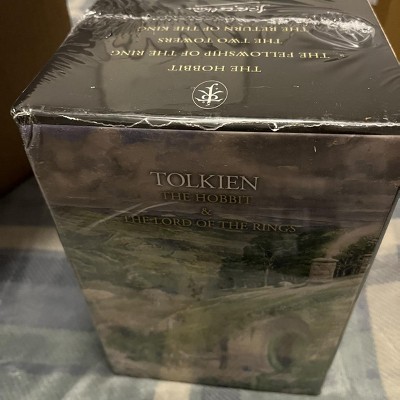 THE HOBBIT
THE FELLOWSHIP OF THE RING
THE TWO TOWERS
THE RETURN OF THE KING
TOLKIEN
THE HOBBIT
&
THE LORD OF THE RINGS